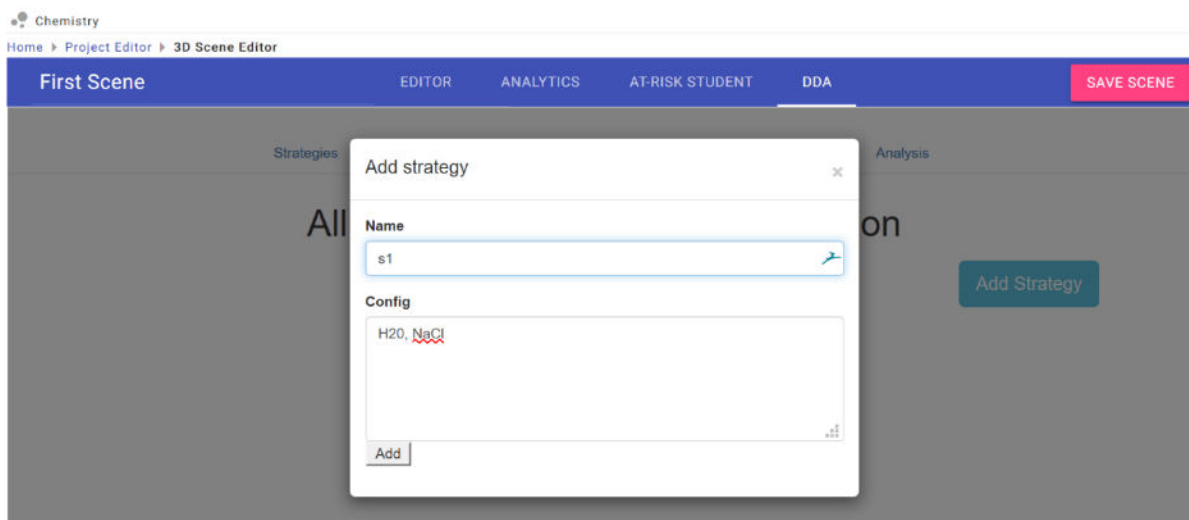 Chemistry
Home Project Editor 3D Scene Editor
First Scene EDITOR ANALYTICS AT-RISK STUDENT DDA SAVE SCENE
Strategies Analysis
Add strategy ×
All on
Name
s1
Add Strategy
Config
H20, NaCl
Add